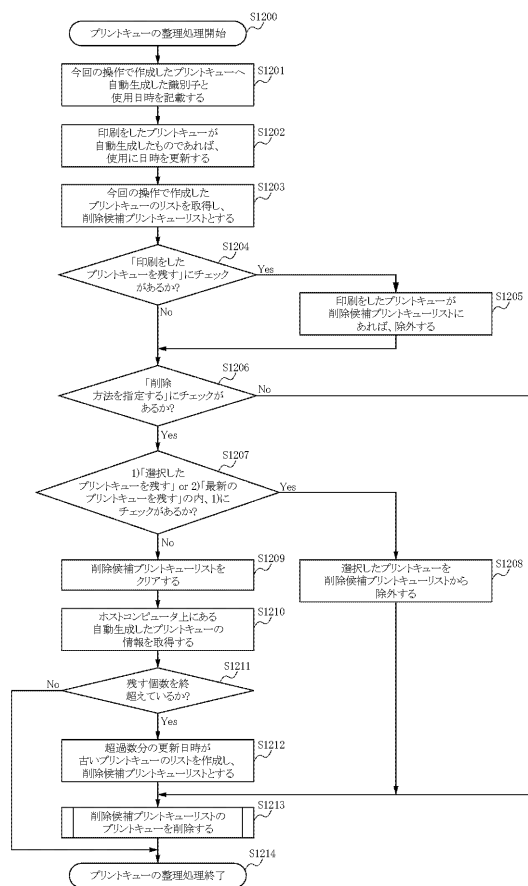 S1200
プリントキューの整理処理開始
S1201
今回の操作で作成したプリントキューへ
自動生成した識別子と
使用日時を記載する
S1202
印刷をしたプリントキューが
自動生成したものであれば、
使用に日時を更新する
S1203
今回の操作で作成した
プリントキューのリストを取得し、
削除候補プリントキューリストとする
S1204
「印刷をした
プリントキューを残す」にチェック
があるか?
Yes
No
S1205
印刷をしたプリントキューが
削除候補プリントキューリストに
あれば、除外する
S1206
「削除
方法を指定する」にチェックが
あるか?
No
Yes
S1207
1)「選択した
プリントキューを残す」 or 2)「最新の
プリントキューを残す」の内、1)に
チェックがあるか?
Yes
No
S1208
選択したプリントキューを
削除候補プリントキューリストから
除外する
S1209
削除候補プリントキューリストを
クリアする
S1210
ホストコンピュータ上にある
自動生成したプリントキューの
情報を取得する
S1211
残す個数を終
超えているか?
No
Yes
S1212
超過数分の更新日時が
古いプリントキューのリストを作成し、
削除候補プリントキューリストとする
S1213
削除候補プリントキューリストの
プリントキューを削除する
S1214
プリントキューの整理処理終了